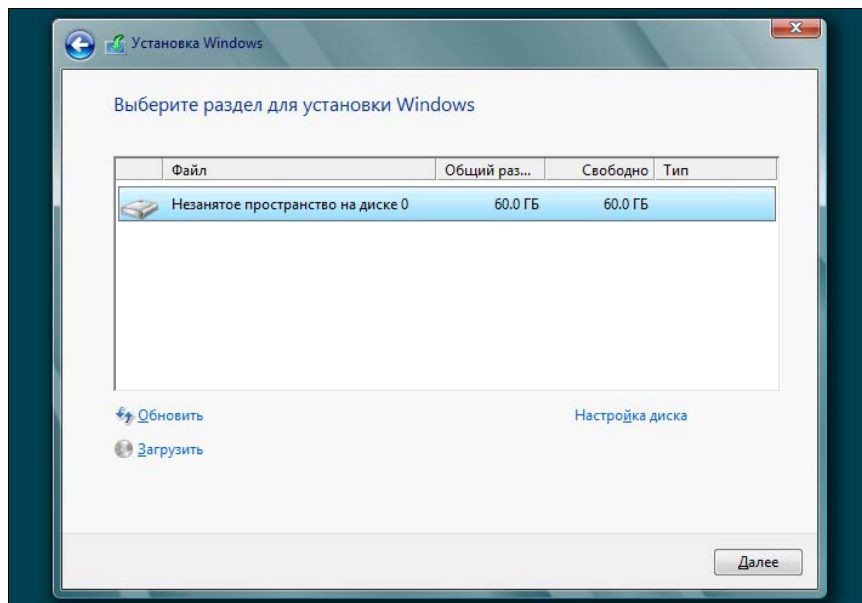 Установка Windows
Выберите раздел для установки Windows
Файл Общий раз... Свободно Тип
Незанятое пространство на диске 0 60.0 ГБ 60.0 ГБ
Обновить Настройка диска
Загрузить
Далее